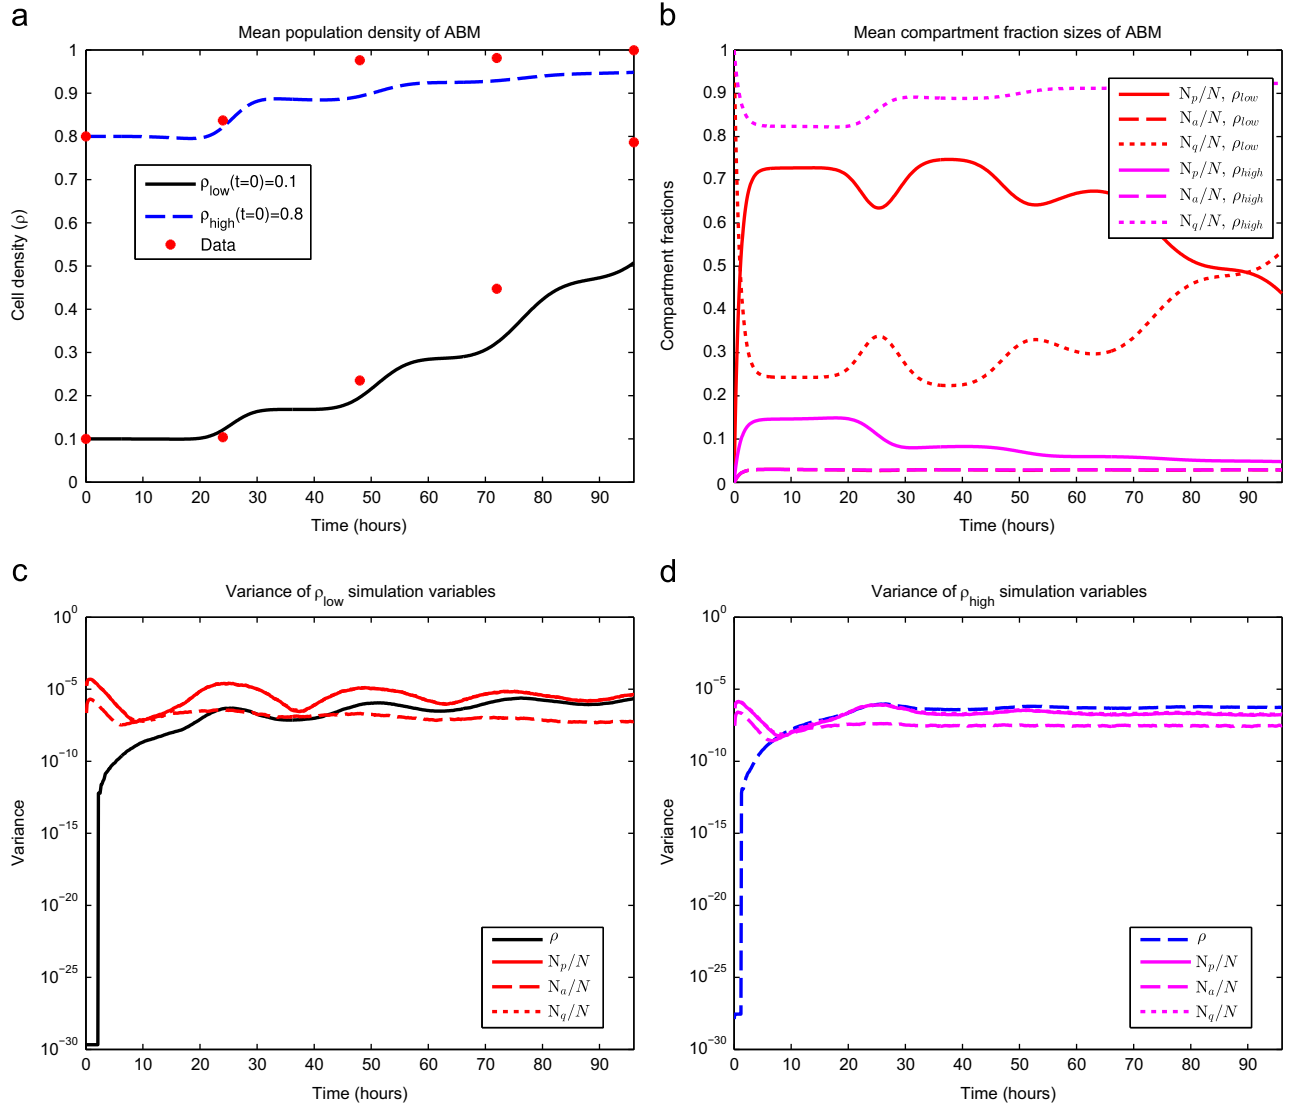 a
Mean population density of ABM
1
0.9
0.8
0.7
0.6
0.5
0.4
0.3
0.2
0.1
0
Cell density (ρ)
ρlow(t=0)=0.1
ρhigh(t=0)=0.8
Data
0 10 20 30 40 50 60 70 80 90
Time (hours)
b
Mean compartment fraction sizes of ABM
1
0.9
0.8
0.7
0.6
0.5
0.4
0.3
0.2
0.1
0
Compartment fractions
Np/N, ρlow
Na/N, ρlow
Nq/N, ρlow
Np/N, ρhigh
Na/N, ρhigh
Nq/N, ρhigh
0 10 20 30 40 50 60 70 80 90
Time (hours)
c
Variance of ρlow simulation variables
10^0
10^−5
10^−10
10^−15
10^−20
10^−25
10^−30
Variance
ρ
Np/N
Na/N
Nq/N
0 10 20 30 40 50 60 70 80 90
Time (hours)
d
Variance of ρhigh simulation variables
10^0
10^−5
10^−10
10^−15
10^−20
10^−25
10^−30
Variance
ρ
Np/N
Na/N
Nq/N
0 10 20 30 40 50 60 70 80 90
Time (hours)